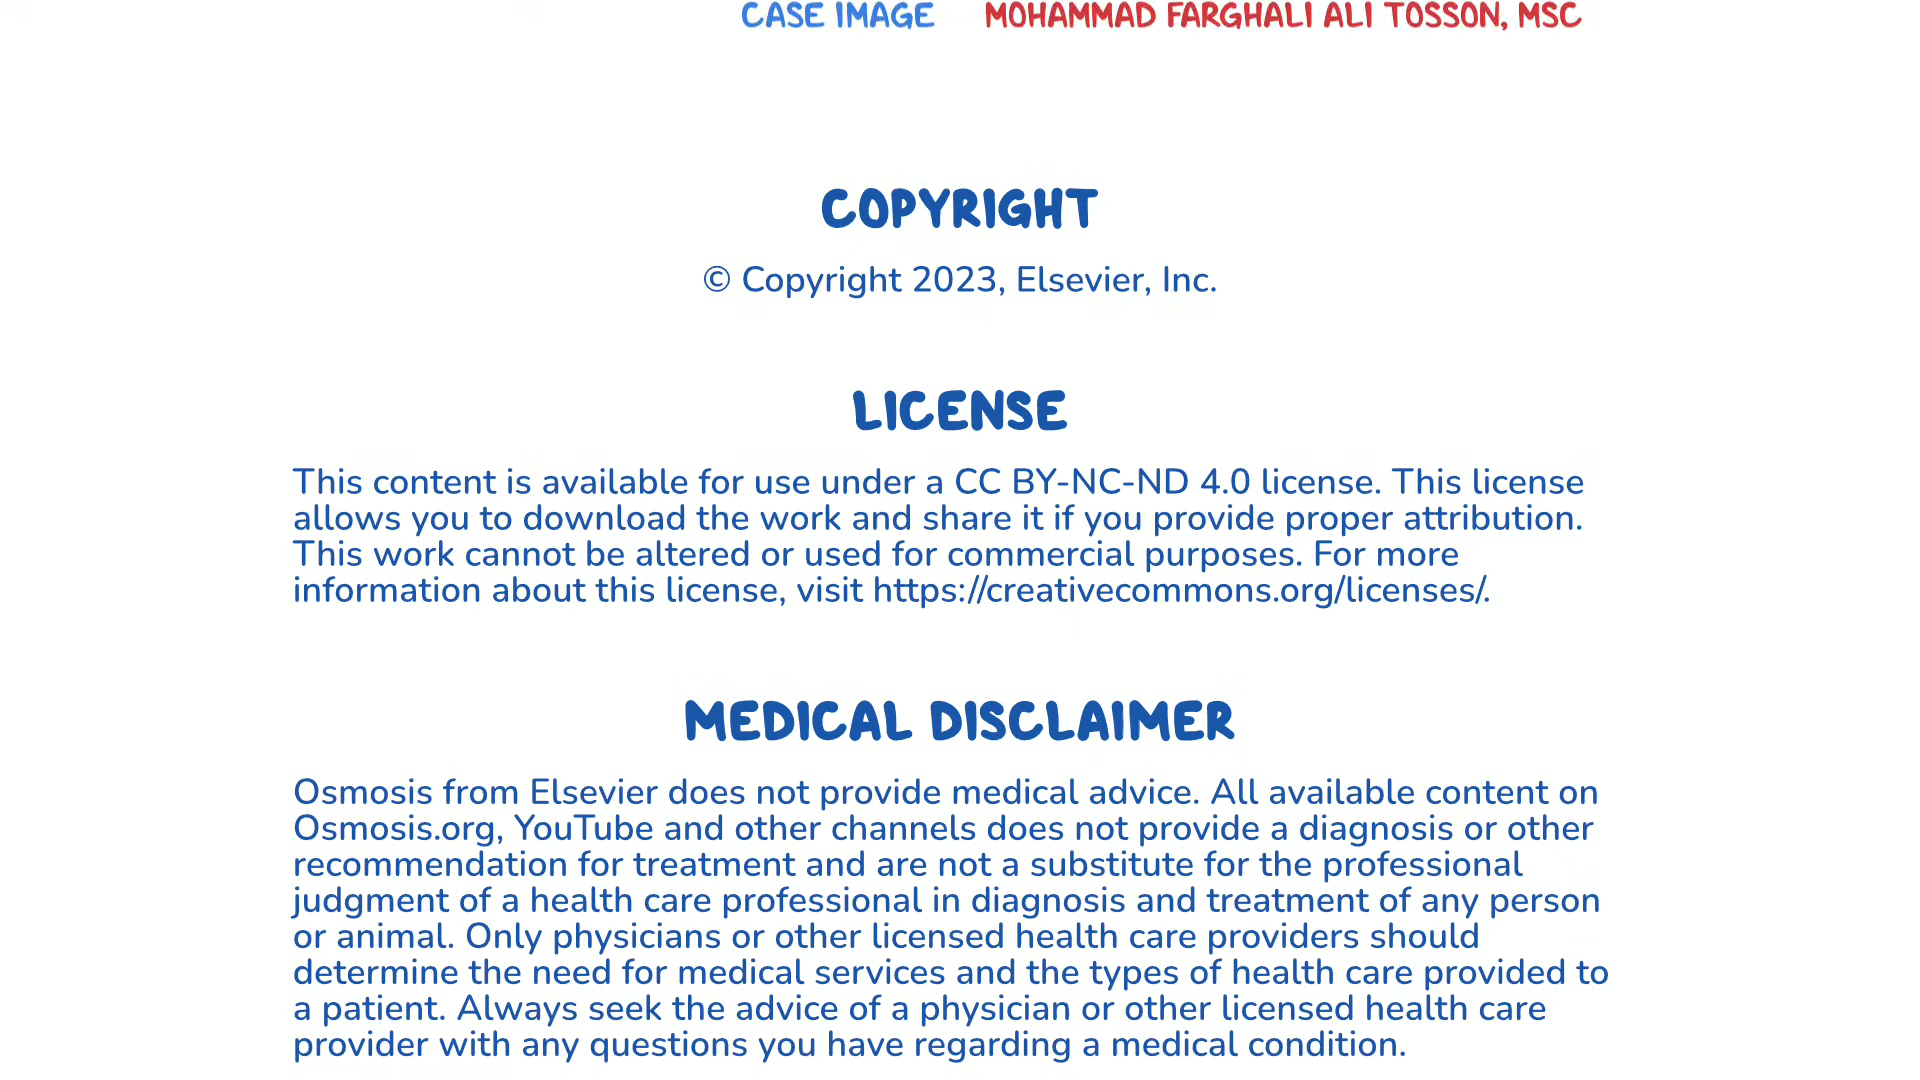 CASE IMAGE MOHAMMAD FARGHALI ALI TOSSON, MSC
COPYRIGHT
© Copyright 2023, Elsevier, Inc.
LICENSE
This content is available for use under a CC BY-NC-ND 4.0 license. This license
allows you to download the work and share it if you provide proper attribution.
This work cannot be altered or used for commercial purposes. For more
information about this license, visit https://creativecommons.org/licenses/.
MEDICAL DISCLAIMER
Osmosis from Elsevier does not provide medical advice. All available content on
Osmosis.org, YouTube and other channels does not provide a diagnosis or other
recommendation for treatment and are not a substitute for the professional
judgment of a health care professional in diagnosis and treatment of any person
or animal. Only physicians or other licensed health care providers should
determine the need for medical services and the types of health care provided to
a patient. Always seek the advice of a physician or other licensed health care
provider with any questions you have regarding a medical condition.